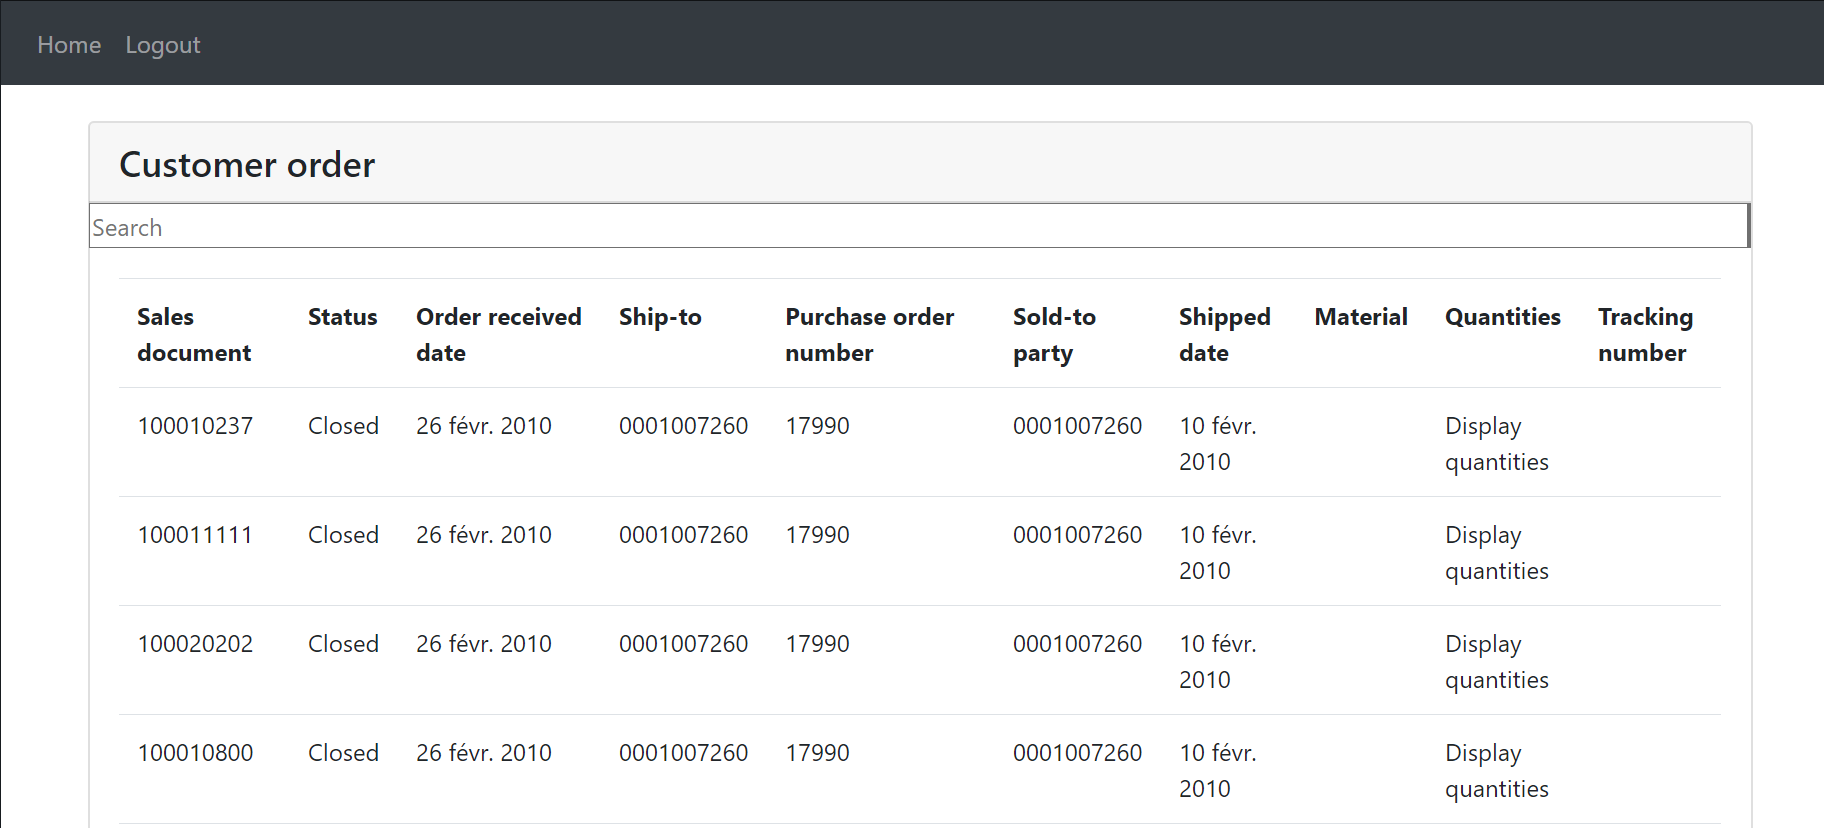 Home Logout
Customer order
Search
Sales document Status Order received date Ship-to Purchase order number Sold-to party Shipped date Material Quantities Tracking number
100010237 Closed 26 févr. 2010 0001007260 17990 0001007260 10 févr. 2010 Display quantities
100011111 Closed 26 févr. 2010 0001007260 17990 0001007260 10 févr. 2010 Display quantities
100020202 Closed 26 févr. 2010 0001007260 17990 0001007260 10 févr. 2010 Display quantities
100010800 Closed 26 févr. 2010 0001007260 17990 0001007260 10 févr. 2010 Display quantities